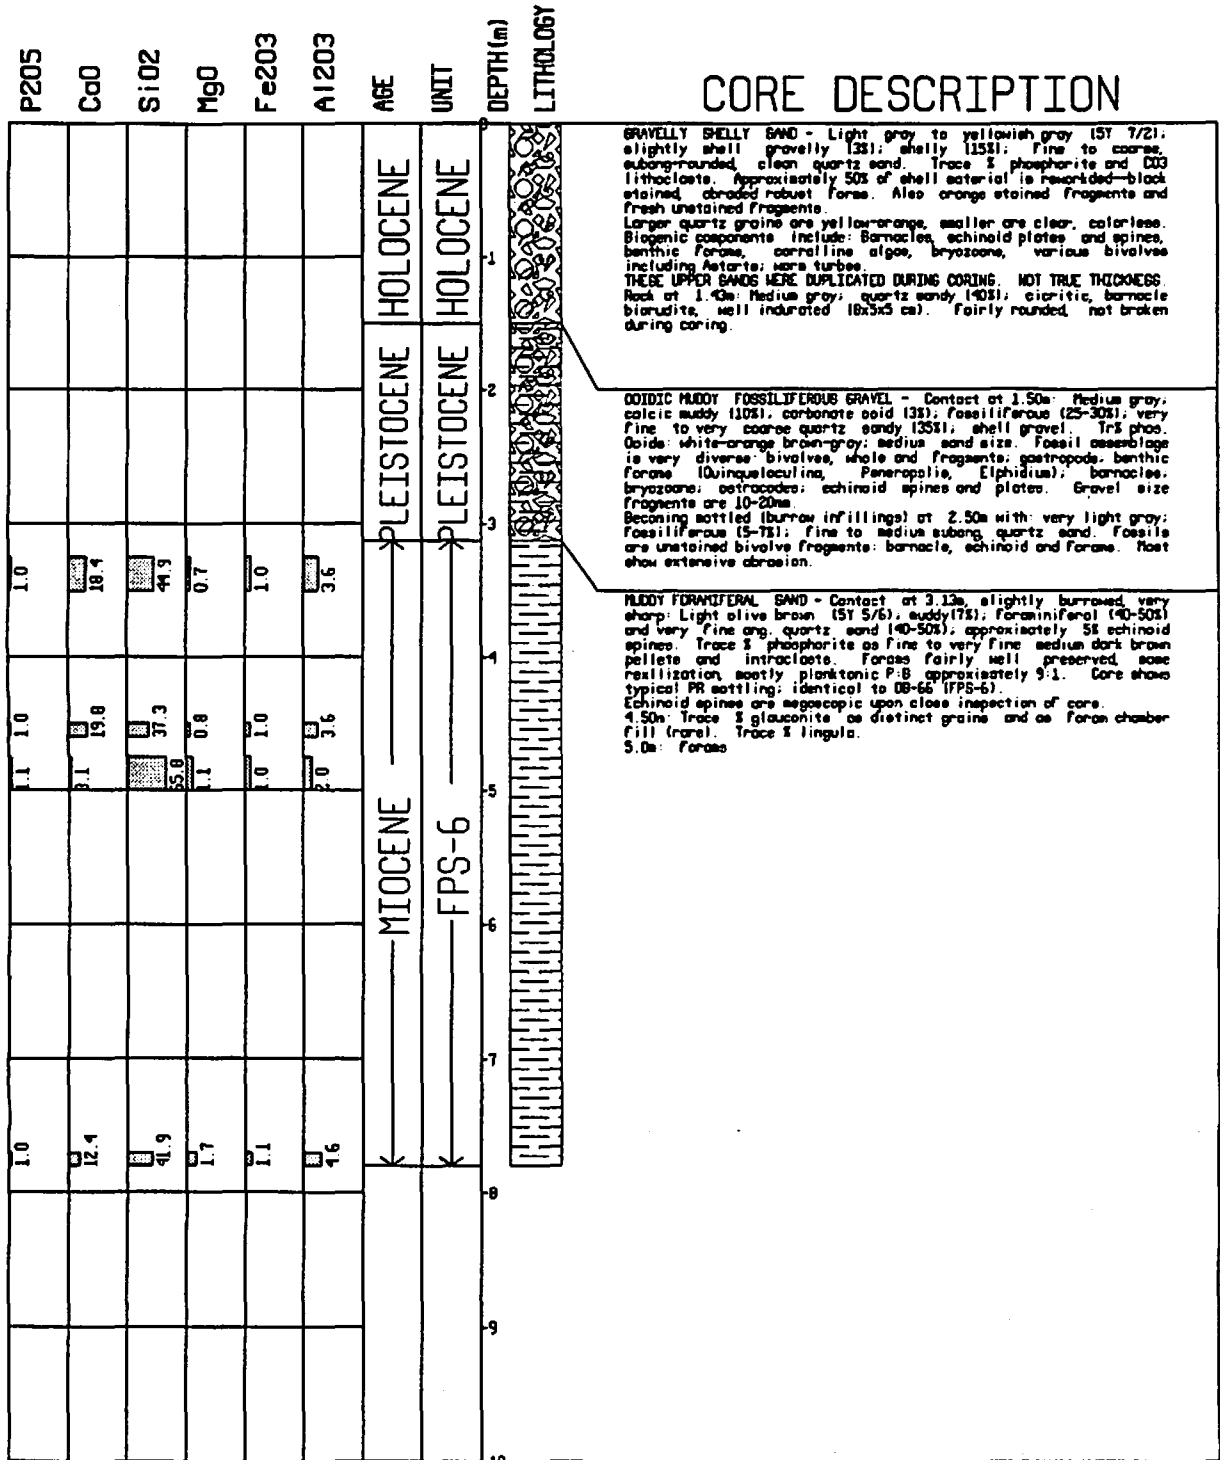 P2O5 CaO SiO2 MgO Fe2O3 Al2O3 AGE UNIT DEPTH(m) LITHOLOGY
CORE DESCRIPTION
GRAVELLY SHELLY SAND - Light gray to yellowish gray (5Y 7/2);
slightly shell gravelly (3%); shelly (15%); Fine to coarse,
subang-rounded, clean quartz sand. Trace % phosphorite and CO3
lithoclasts. Approximately 50% of shell material is reworkded--black
stained, abraded robust forms. Also orange stained fragments and
fresh unstained fragments.
Larger quartz grains are yellow-orange, smaller are clear, colorless.
Biogenic components include: Barnacles, echinoid plates and spines,
benthic forams, corralline algae, bryozoans, various bivalves
including Astarte; worm turbes.
THESE UPPER SANDS WERE DUPLICATED DURING CORING. NOT TRUE THICKNESS.
Rock at 1.43m: Medium gray; quartz sandy (40%); cicritic, barnacle
biorudite, well indurated (8x5x5 cm). Fairly rounded, not broken
during coring.
OOIDIC MUDDY FOSSILIFEROUS GRAVEL - Contact at 1.50m: Medium gray;
calcic muddy (10%); carbonate ooid (3%); fossiliferous (25-30%); very
fine to very coarse quartz sandy (35%); shell gravel. Tr% phos.
Ooids: white-orange brown-gray; medium sand size. Fossil assemblage
is very diverse: bivalves, whole and fragments; gastropods, benthic
forams (Quinqueloculina, Peneropolis, Elphidium); barnacles;
bryozoans; ostracodes; echinoid spines and plates. Gravel size
fragments are 10-20mm.
Becoming mottled (burrow infillings) at 2.50m with: very light gray;
fossiliferous (5-7%); fine to medium subang. quartz sand. Fossils
are unstained bivalve fragments: barnacle, echinoid and forams. Most
show extensive abrasion.
MUDDY FORAMIFERAL SAND - Contact at 3.13m, slightly burrowed, very
sharp: Light olive brown (5Y 5/6); muddy(7%); Foraminiferal (40-50%)
and very fine ang. quartz sand (40-50%); approximately 5% echinoid
spines. Trace % phosphorite as fine to very fine medium dark brown
pellets and intraclasts. Forams fairly well preserved, some
rexllization, mostly planktonic P:B approximately 9:1. Core shows
typical PR mottling; identical to OB-66 (FPS-6).
Echinoid spines are megascopic upon close inspection of core.
4.50m: Trace % glauconite as distinct grains and as foram chamber
fill (rare). Trace % lingula.
5.0m: Forams
HOLOCENE HOLOCENE
PLEISTOCENE PLEISTOCENE
MIOCENE FPS-6
0
1
2
3
4
5
6
7
8
9
10
1.0 18.4 44.9 0.7 1.0 3.6
1.0 19.8 37.3 0.8 1.0 3.6
1.1 3.1 65.8 1.1 1.0 2.0
1.0 12.4 41.9 1.7 1.1 4.6